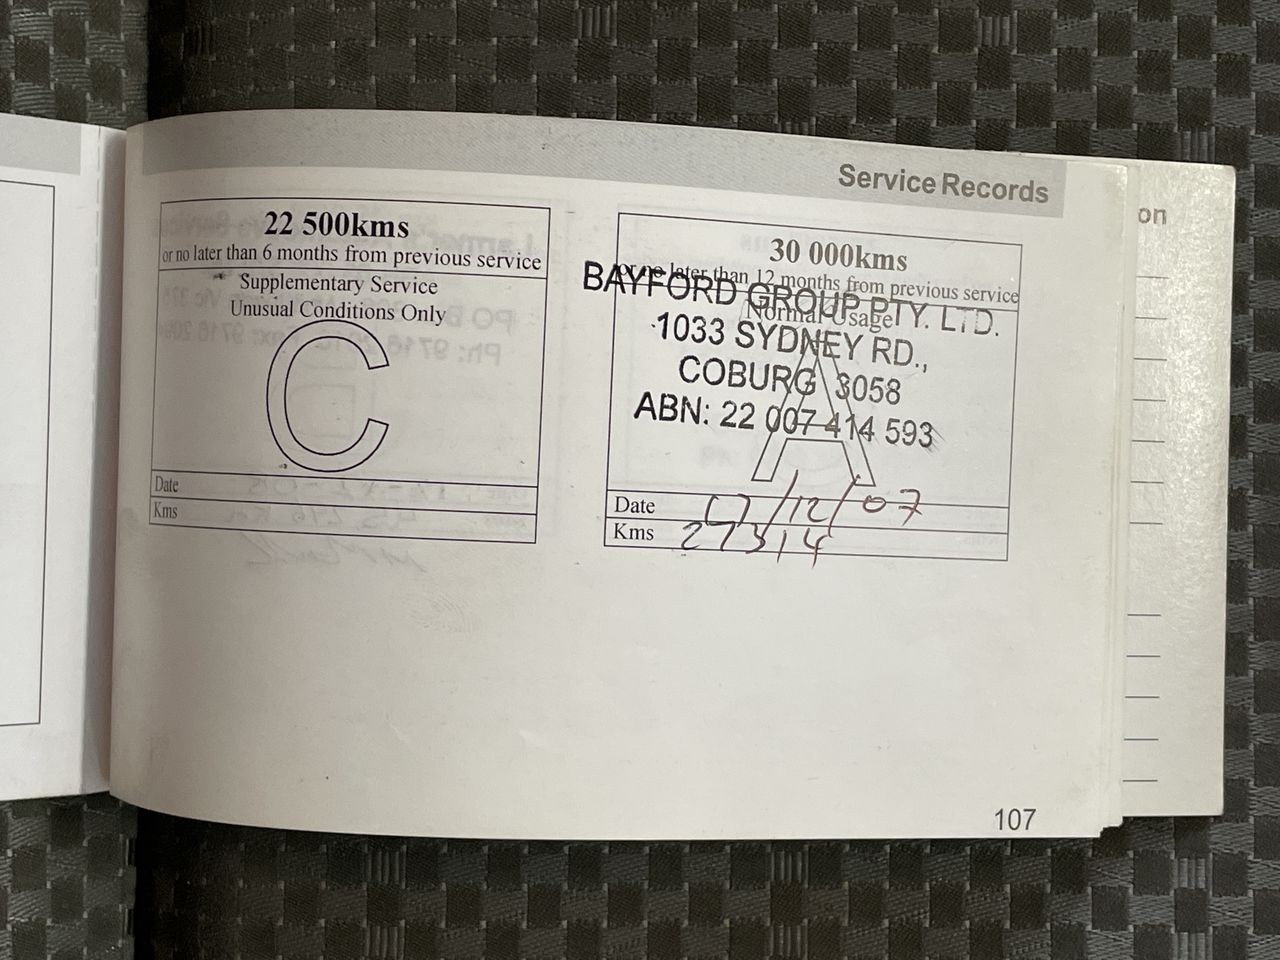 Service Records
on
22 500kms
or no later than 6 months from previous service
Supplementary Service
Unusual Conditions Only
C
Date
Kms
30 000kms
or no later than 12 months from previous service
Normal Usage
A
BAYFORD GROUP PTY. LTD.
1033 SYDNEY RD.,
COBURG 3058
ABN: 22 007 414 593
Date 17/12/07
Kms 27314
107